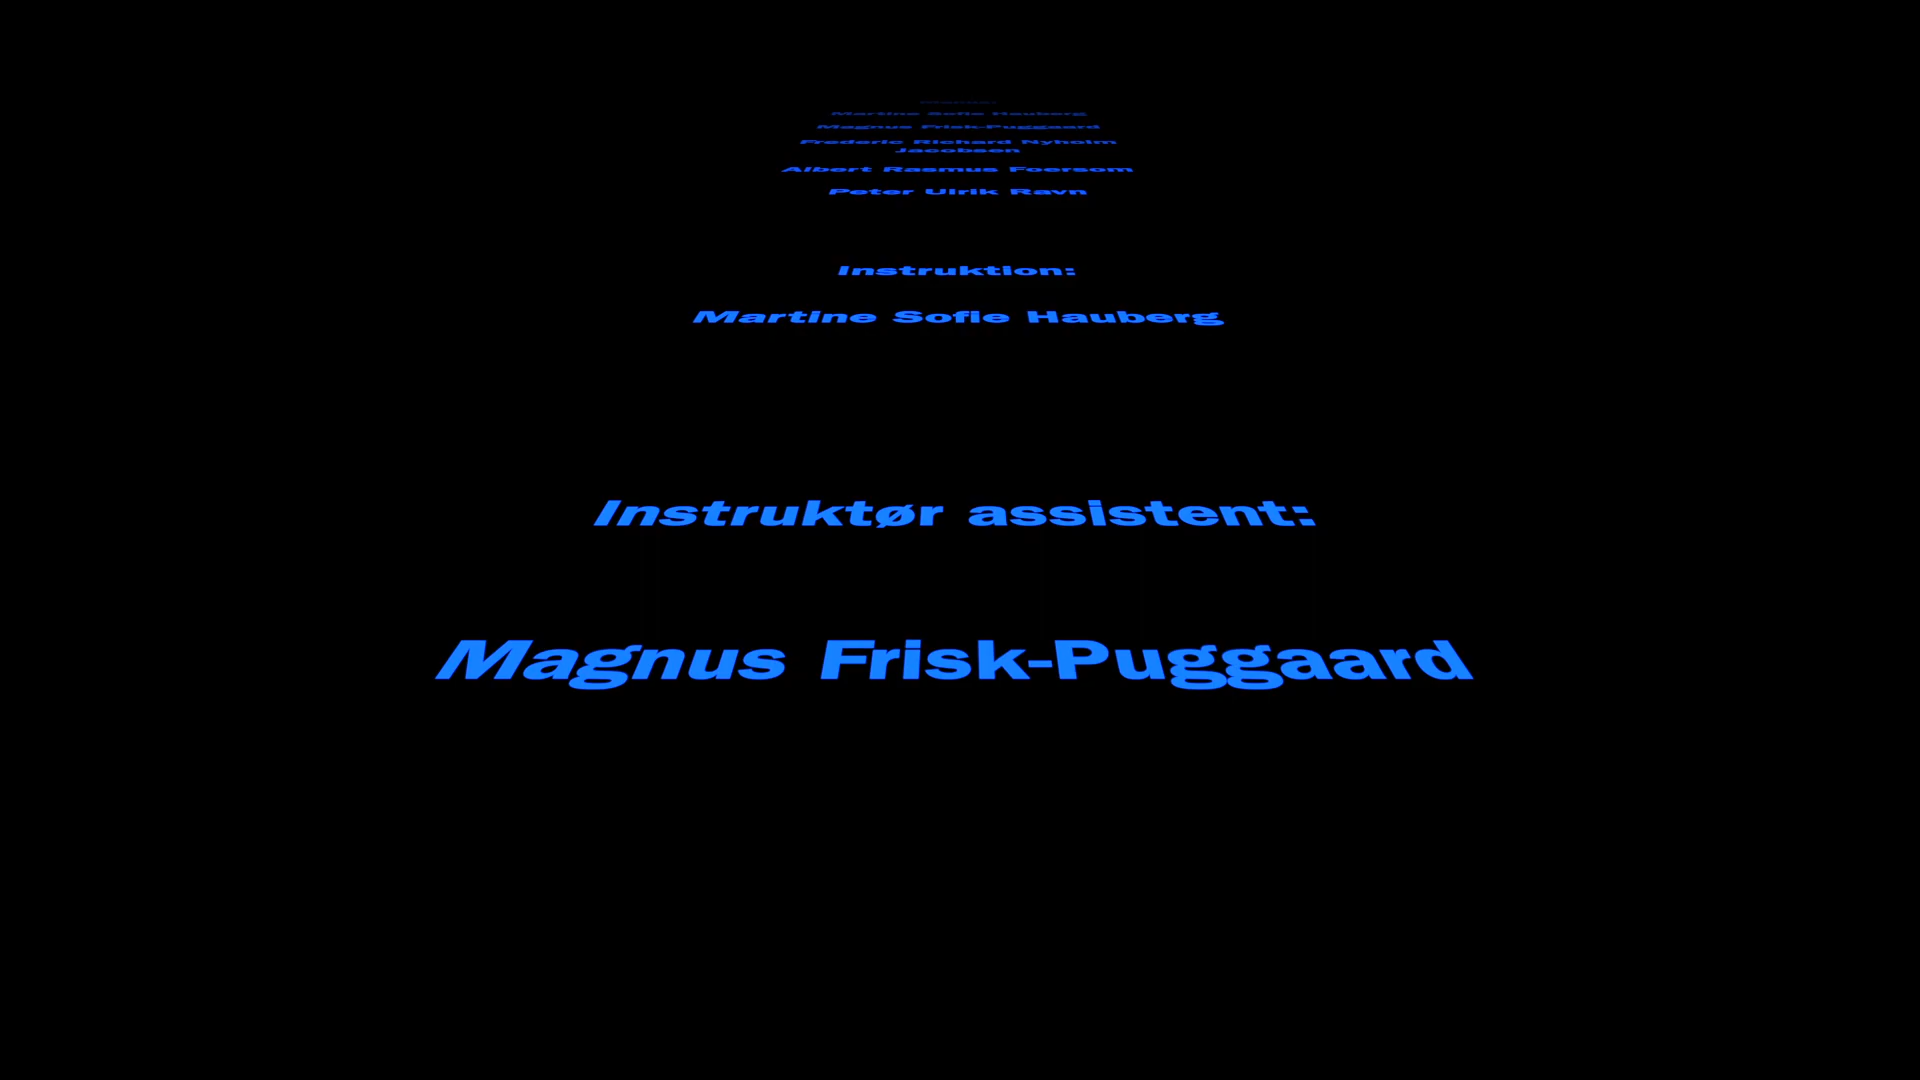 Manus:
Martine Sofie Hauberg
Magnus Frisk-Puggaard
Frederic Richard Nyholm
Jacobsen
Albert Rasmus Foersom
Peter Ulrik Ravn
Instruktion:
Martine Sofie Hauberg
Instruktør assistent:
Magnus Frisk-Puggaard